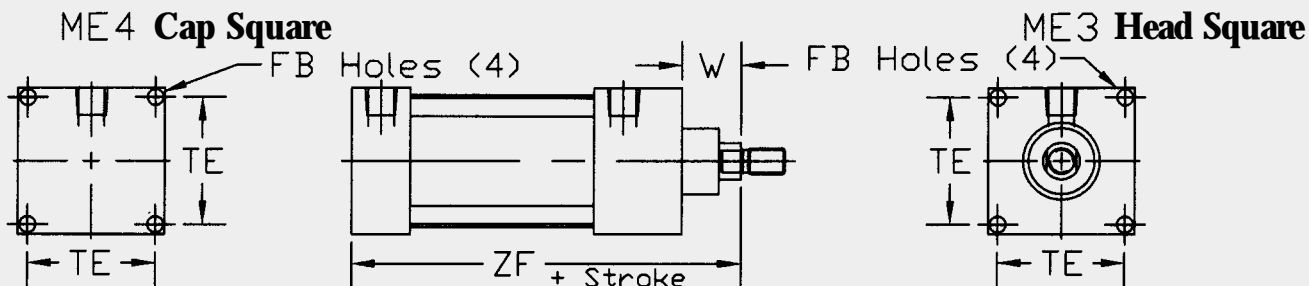 ME4 Cap Square
ME3 Head Square
FB Holes (4)
W
FB Holes (4)
TE
TE
TE
ZF + Stroke
TE